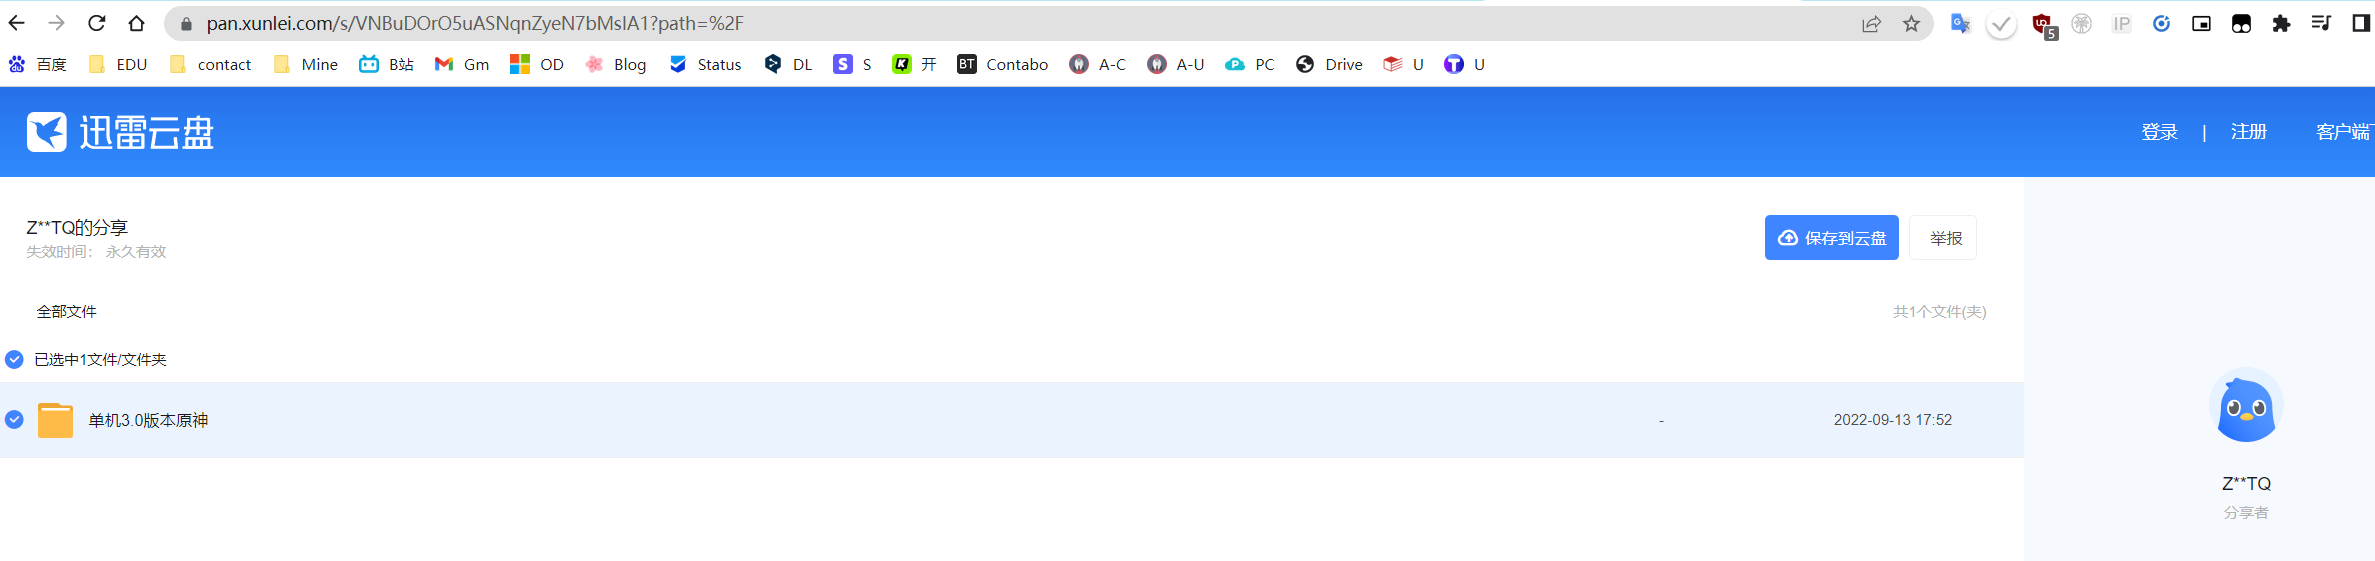 pan.xunlei.com/s/VNBuDOrO5uASNqnZyeN7bMslA1?path=%2F
IP
5
百度 EDU contact Mine B站 Gm OD Blog Status DL S S 开 BT Contabo A-C A-U P PC Drive U T U
迅雷云盘
登录 | 注册 客户端
Z**TQ的分享
失效时间： 永久有效
保存到云盘
举报
全部文件
共1个文件(夹)
已选中1文件/文件夹
单机3.0版本原神 - 2022-09-13 17:52
Z**TQ
分享者